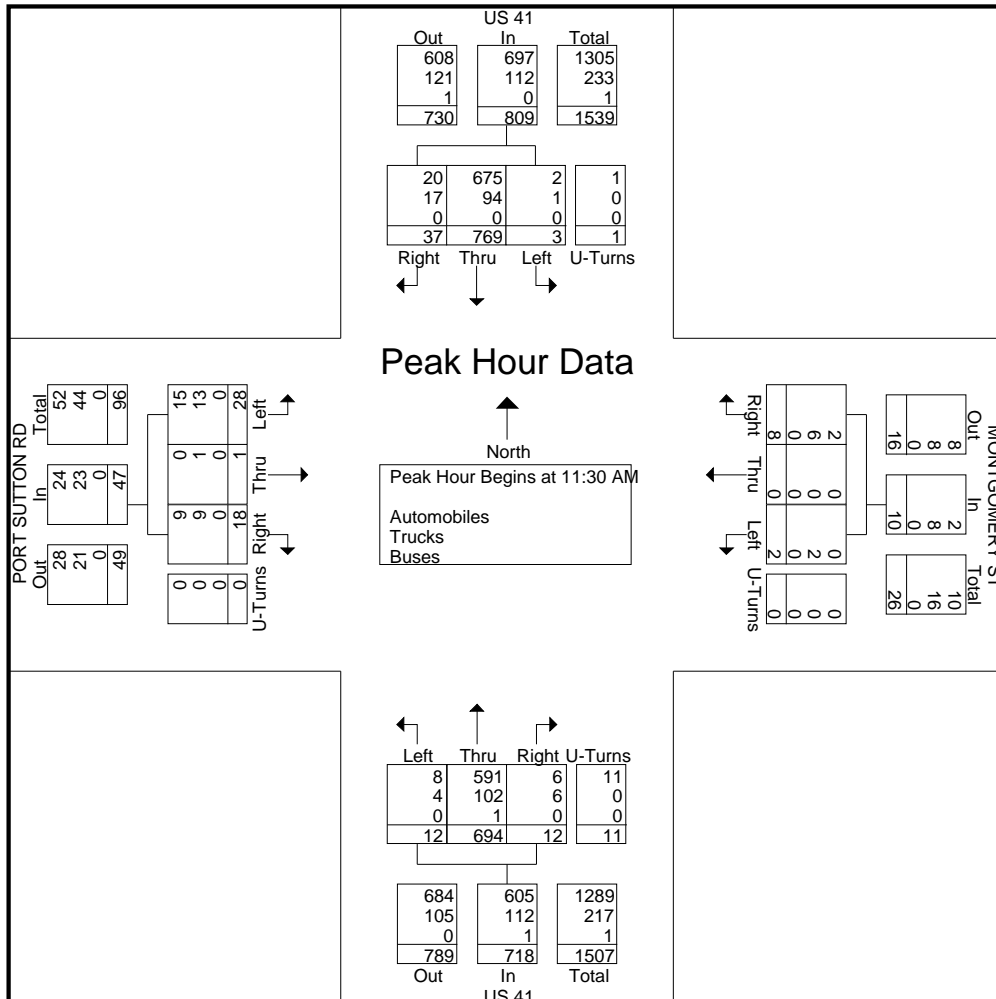 US 41
Out In Total
608 697 1305
121 112 233
1 0 1
730 809 1539
20 675 2 1
17 94 1 0
0 0 0 0
37 769 3 1
Right Thru Left U-Turns
Peak Hour Data
North
Peak Hour Begins at 11:30 AM
Automobiles
Trucks
Buses
PORT SUTTON RD
Out In Total
28 24 52
21 23 44
0 0 0
49 47 96
0 9 0 15
0 9 1 13
0 0 0 0
0 18 1 28
U-Turns Right Thru Left
MONTGOMERY ST
Out In Total
8 2 10
8 8 16
0 0 0
16 10 26
2 0 0 0
6 0 2 0
0 0 0 0
8 0 2 0
Right Thru Left U-Turns
Left Thru Right U-Turns
8 591 6 11
4 102 6 0
0 1 0 0
12 694 12 11
684 605 1289
105 112 217
0 1 1
789 718 1507
Out In Total
US 41